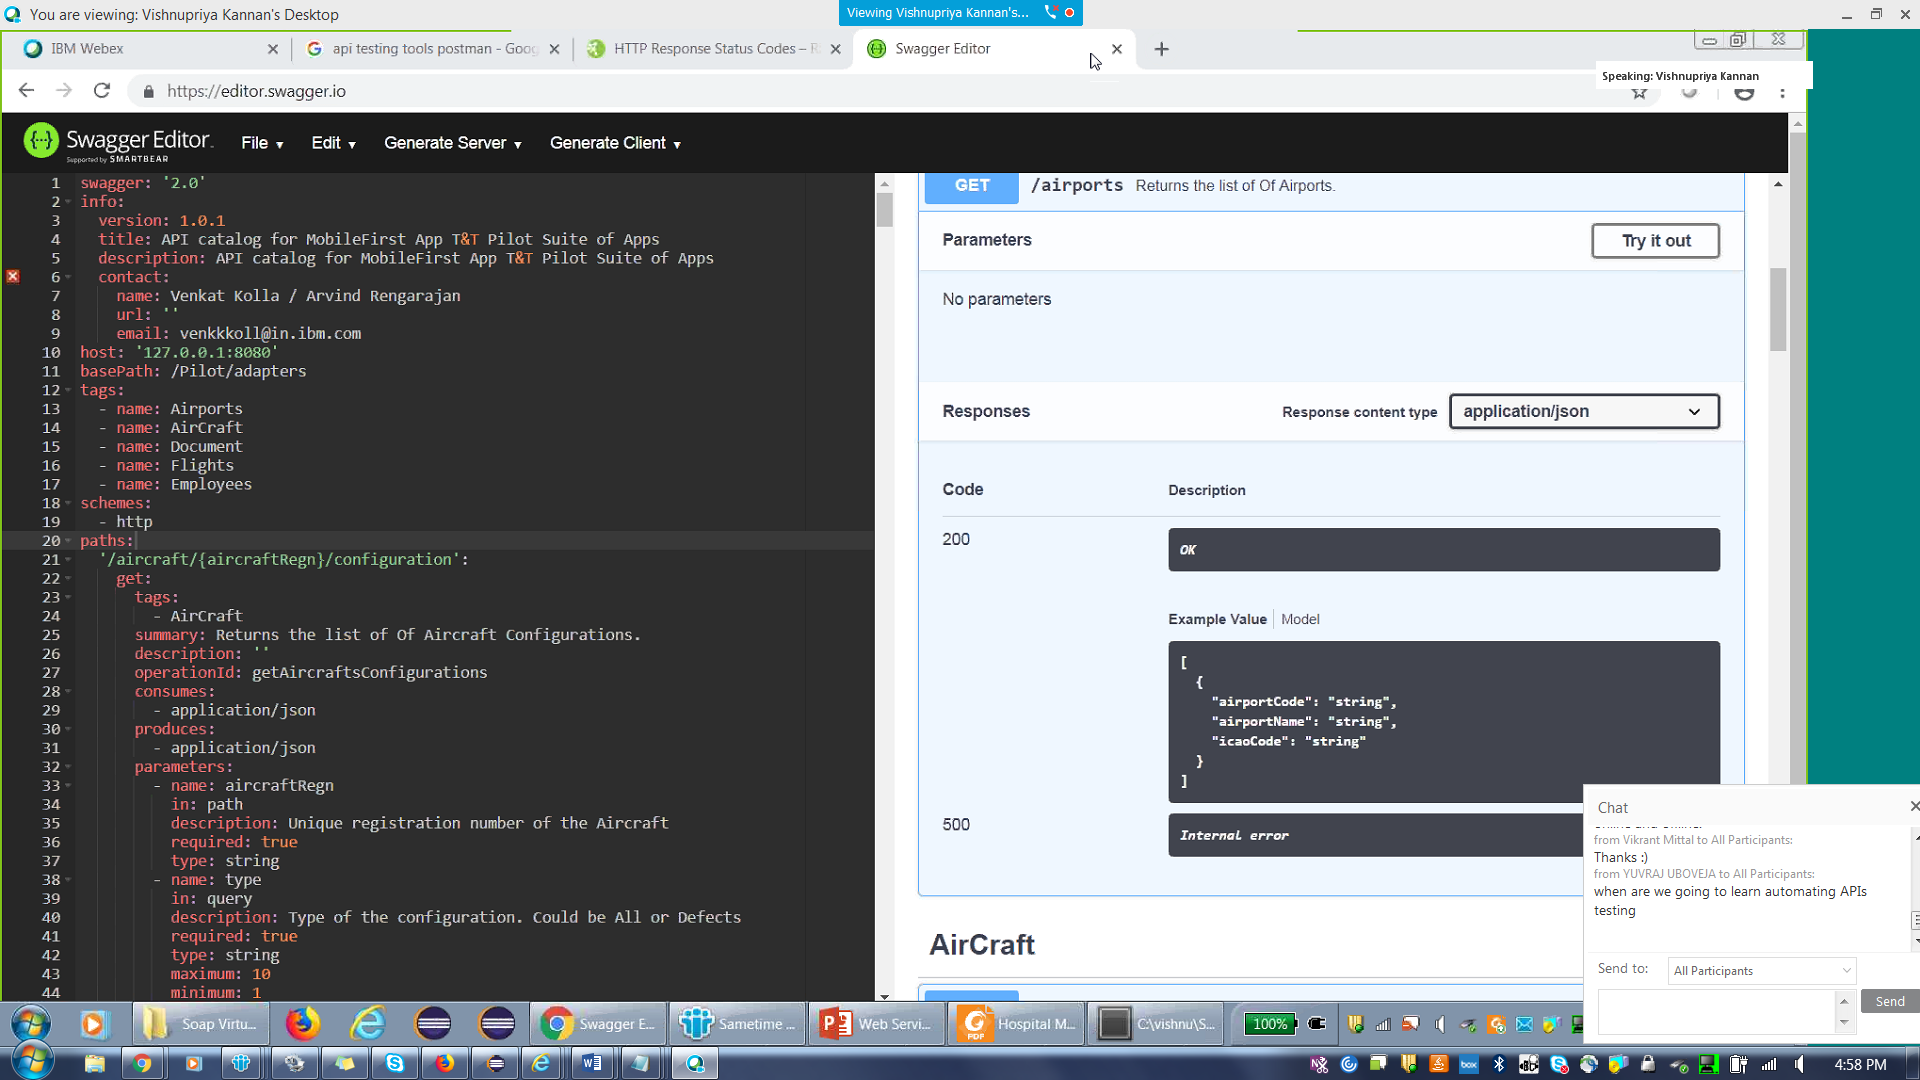 You are viewing: Vishnupriya Kannan's Desktop
Viewing Vishnupriya Kannan's...
IBM Webex
api testing tools postman - Goog
HTTP Response Status Codes – R
Swagger Editor
Speaking: Vishnupriya Kannan
https://editor.swagger.io
Swagger Editor
Supported by SMARTBEAR
File
Edit
Generate Server
Generate Client
1 swagger: '2.0'
2 info:
3 version: 1.0.1
4 title: API catalog for MobileFirst App T&T Pilot Suite of Apps
5 description: API catalog for MobileFirst App T&T Pilot Suite of Apps
6 contact:
7 name: Venkat Kolla / Arvind Rengarajan
8 url: ''
9 email: venkkkoll@in.ibm.com
10 host: '127.0.0.1:8080'
11 basePath: /Pilot/adapters
12 tags:
13 - name: Airports
14 - name: AirCraft
15 - name: Document
16 - name: Flights
17 - name: Employees
18 schemes:
19 - http
20 paths:
21 '/aircraft/{aircraftRegn}/configuration':
22 get:
23 tags:
24 - AirCraft
25 summary: Returns the list of Of Aircraft Configurations.
26 description: ''
27 operationId: getAircraftsConfigurations
28 consumes:
29 - application/json
30 produces:
31 - application/json
32 parameters:
33 - name: aircraftRegn
34 in: path
35 description: Unique registration number of the Aircraft
36 required: true
37 type: string
38 - name: type
39 in: query
40 description: Type of the configuration. Could be All or Defects
41 required: true
42 type: string
43 maximum: 10
44 minimum: 1
GET /airports Returns the list of Of Airports.
Parameters
Try it out
No parameters
Responses
Response content type
application/json
Code
Description
200
OK
Example Value
Model
[
{
"airportCode": "string",
"airportName": "string",
"icaoCode": "string"
}
]
500
Internal error
AirCraft
Chat
from Vikrant Mittal to All Participants:
Thanks :)
from YUVRAJ UBOVEJA to All Participants:
when are we going to learn automating APIs
testing
Send to:
All Participants
Send
Soap Virtu...
Swagger E...
Sametime ...
Web Servi...
Hospital M...
C:\vishnu\S...
100%
4:58 PM